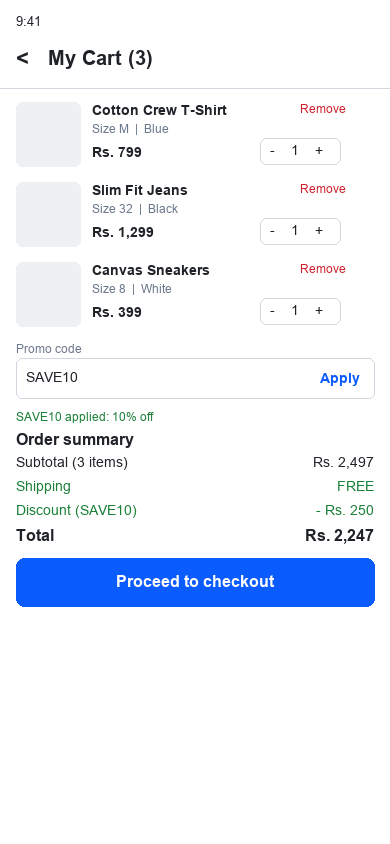 9:41
< My Cart (3)
Cotton Crew T-Shirt Remove
Size M | Blue
Rs. 799 - 1 +
Slim Fit Jeans Remove
Size 32 | Black
Rs. 1,299 - 1 +
Canvas Sneakers Remove
Size 8 | White
Rs. 399 - 1 +
Promo code
SAVE10 Apply
SAVE10 applied: 10% off
Order summary
Subtotal (3 items) Rs. 2,497
Shipping FREE
Discount (SAVE10) - Rs. 250
Total Rs. 2,247
Proceed to checkout